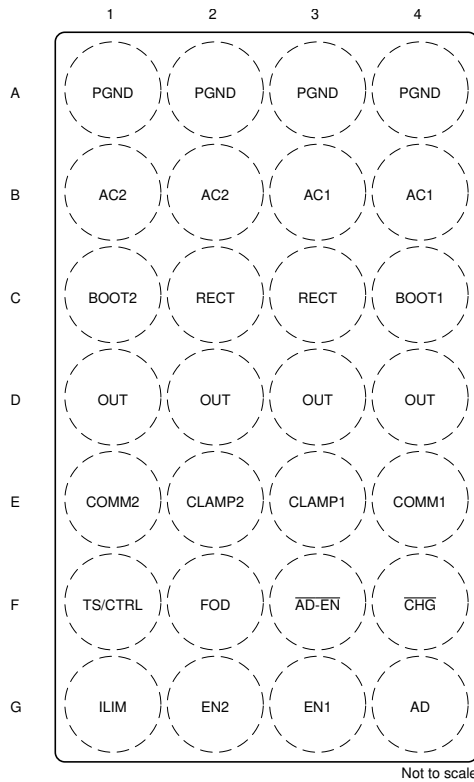 1 2 3 4
A PGND PGND PGND PGND
B AC2 AC2 AC1 AC1
C BOOT2 RECT RECT BOOT1
D OUT OUT OUT OUT
E COMM2 CLAMP2 CLAMP1 COMM1
F TS/CTRL FOD AD-EN CHG
G ILIM EN2 EN1 AD
Not to scale